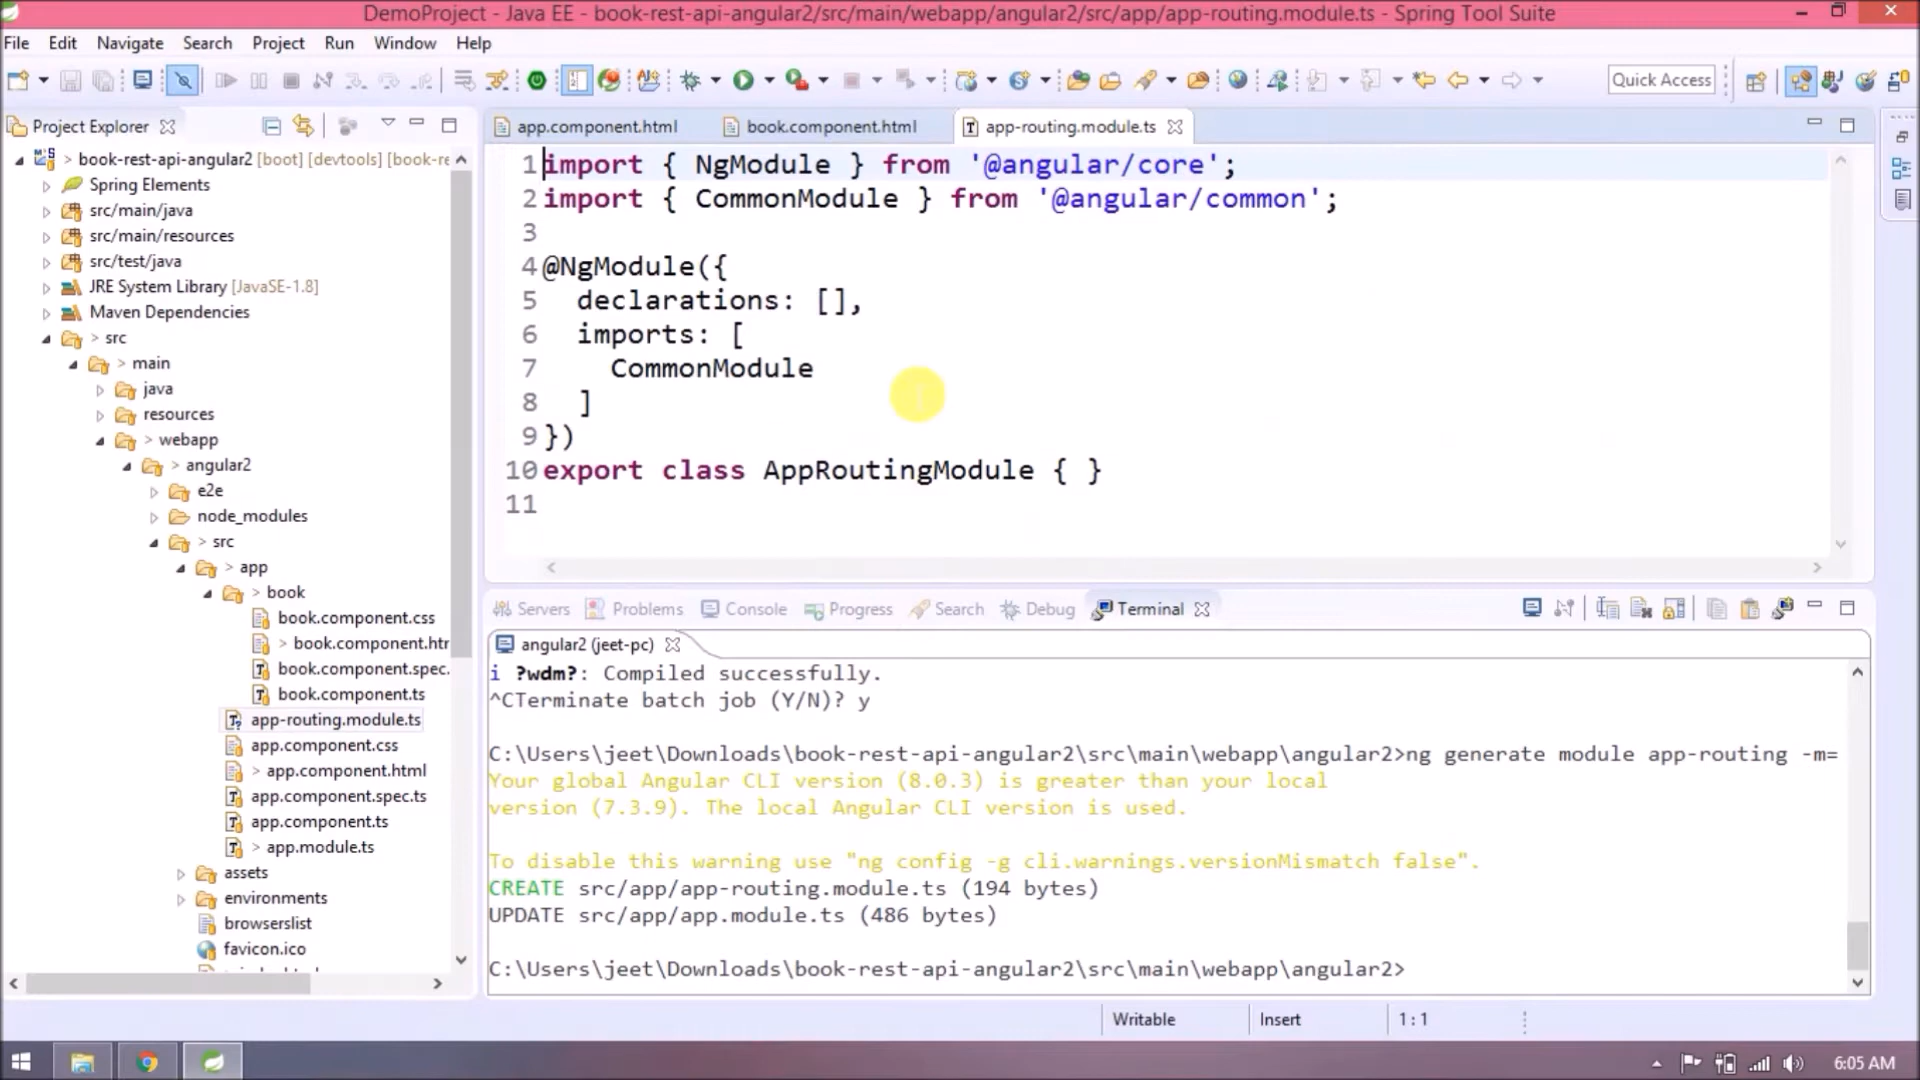 DemoProject - Java EE - book-rest-api-angular2/src/main/webapp/angular2/src/app/app-routing.module.ts - Spring Tool Suite
File Edit Navigate Search Project Run Window Help
Quick Access
Project Explorer
app.component.html book.component.html app-routing.module.ts
> book-rest-api-angular2 [boot] [devtools] [book-re
Spring Elements
src/main/java
src/main/resources
src/test/java
JRE System Library [JavaSE-1.8]
Maven Dependencies
> src
> main
java
resources
> webapp
> angular2
e2e
node_modules
> src
> app
> book
book.component.css
> book.component.htr
book.component.spec.
book.component.ts
app-routing.module.ts
app.component.css
> app.component.html
app.component.spec.ts
app.component.ts
> app.module.ts
assets
environments
browserslist
favicon.ico
1 import { NgModule } from '@angular/core';
2 import { CommonModule } from '@angular/common';
3
4 @NgModule({
5 declarations: [],
6 imports: [
7 CommonModule
8 ]
9 })
10 export class AppRoutingModule { }
11
Servers Problems Console Progress Search Debug Terminal
angular2 (jeet-pc)
i ?wdm?: Compiled successfully.
^CTerminate batch job (Y/N)? y
C:\Users\jeet\Downloads\book-rest-api-angular2\src\main\webapp\angular2>ng generate module app-routing -m=
Your global Angular CLI version (8.0.3) is greater than your local
version (7.3.9). The local Angular CLI version is used.
To disable this warning use "ng config -g cli.warnings.versionMismatch false".
CREATE src/app/app-routing.module.ts (194 bytes)
UPDATE src/app/app.module.ts (486 bytes)
C:\Users\jeet\Downloads\book-rest-api-angular2\src\main\webapp\angular2>
Writable Insert 1 : 1
6:05 AM